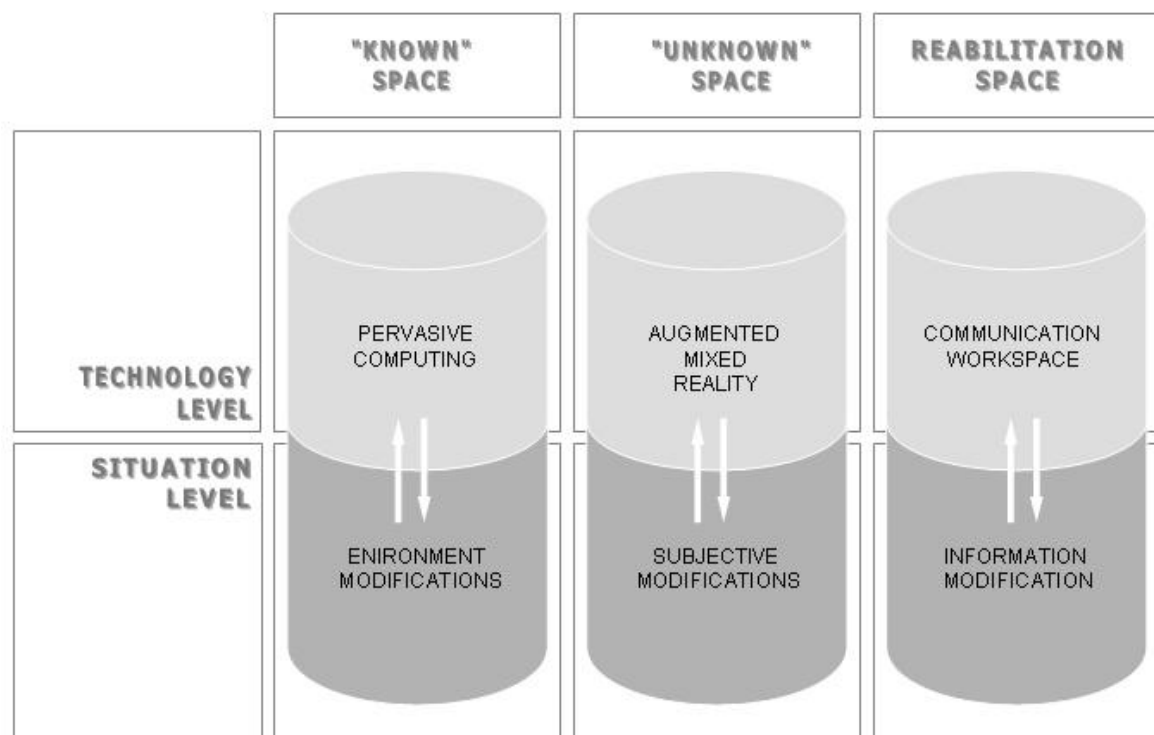 "KNOWN"
SPACE
"UNKNOWN"
SPACE
REABILITATION
SPACE
TECHNOLOGY
LEVEL
PERVASIVE
COMPUTING
AUGMENTED
MIXED
REALITY
COMMUNICATION
WORKSPACE
SITUATION
LEVEL
ENIRONMENT
MODIFICATIONS
SUBJECTIVE
MODIFICATIONS
INFORMATION
MODIFICATION